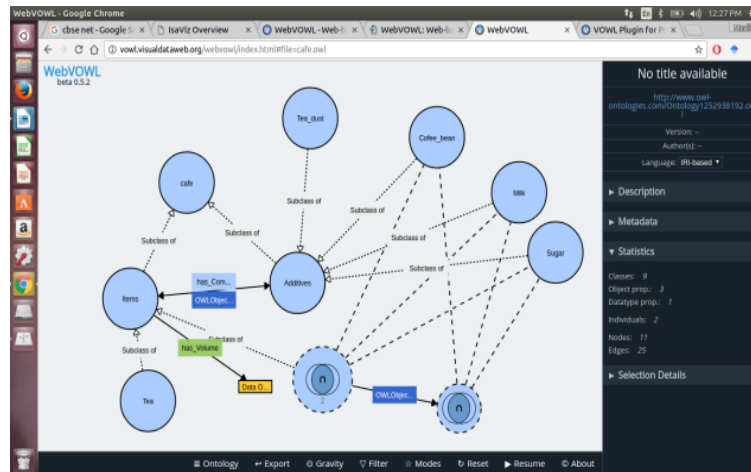 WebVOWL - Google Chrome
En
12:27 PM
cbse net - Google S
IsaViz Overview
WebVOWL - Web-b
WebVOWL: Web-b
WebVOWL
VOWL Plugin for P
vowl.visualdataweb.org/webvowl/index.html#file=cafe.owl
WebVOWL
beta 0.5.2
No title available
http://www.owl-
ontologies.com/Ontology1252938192.o
Version: --
Author(s): --
Language: IRI-based
Description
Metadata
Statistics
Classes: 9
Object prop.: 3
Datatype prop.: 1
Individuals: 2
Nodes: 11
Edges: 25
Selection Details
Tea_dust
Cofee_bean
cafe
Milk
Subclass of
Subclass of
Subclass of
Subclass of
Subclass of
Sugar
Subclass of
has_Com...
OWLObjec...
Items
Additives
Subclass of
has_Volume
Subclass of
Data O...
∩
2
OWLObjec...
∩
Tea
Ontology
Export
Gravity
Filter
Modes
Reset
Resume
© About